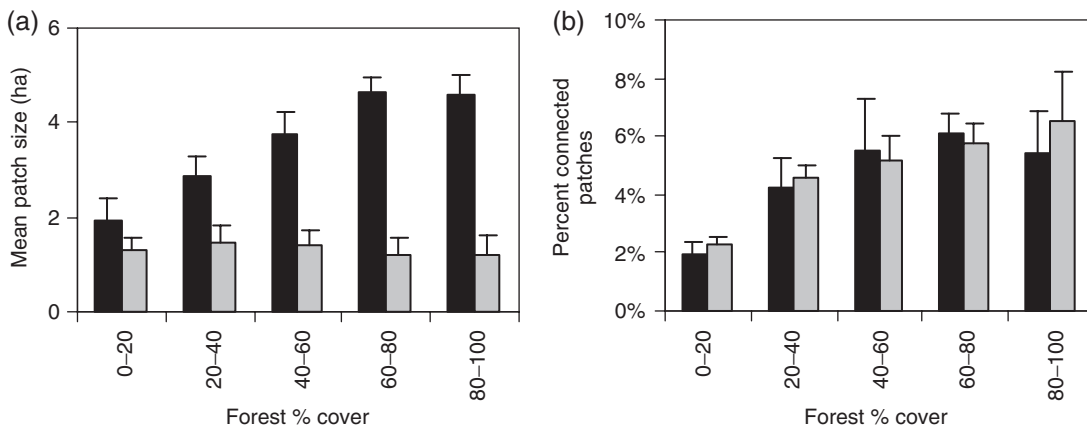 (a)
Mean patch size (ha)
6
4
2
0
0–20
20–40
40–60
60–80
80–100
Forest % cover
(b)
Percent connected
patches
10%
8%
6%
4%
2%
0%
0–20
20–40
40–60
60–80
80–100
Forest % cover